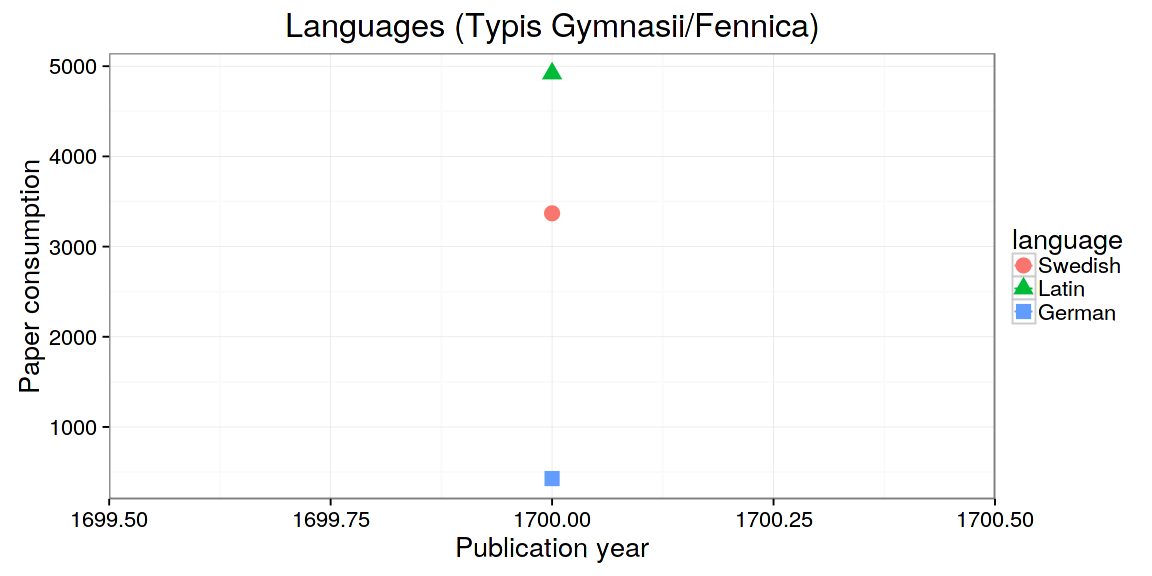 Languages (Typis Gymnasii/Fennica)
5000
4000
3000
2000
1000
Paper consumption
1699.50 1699.75 1700.00 1700.25 1700.50
Publication year
language
Swedish
Latin
German